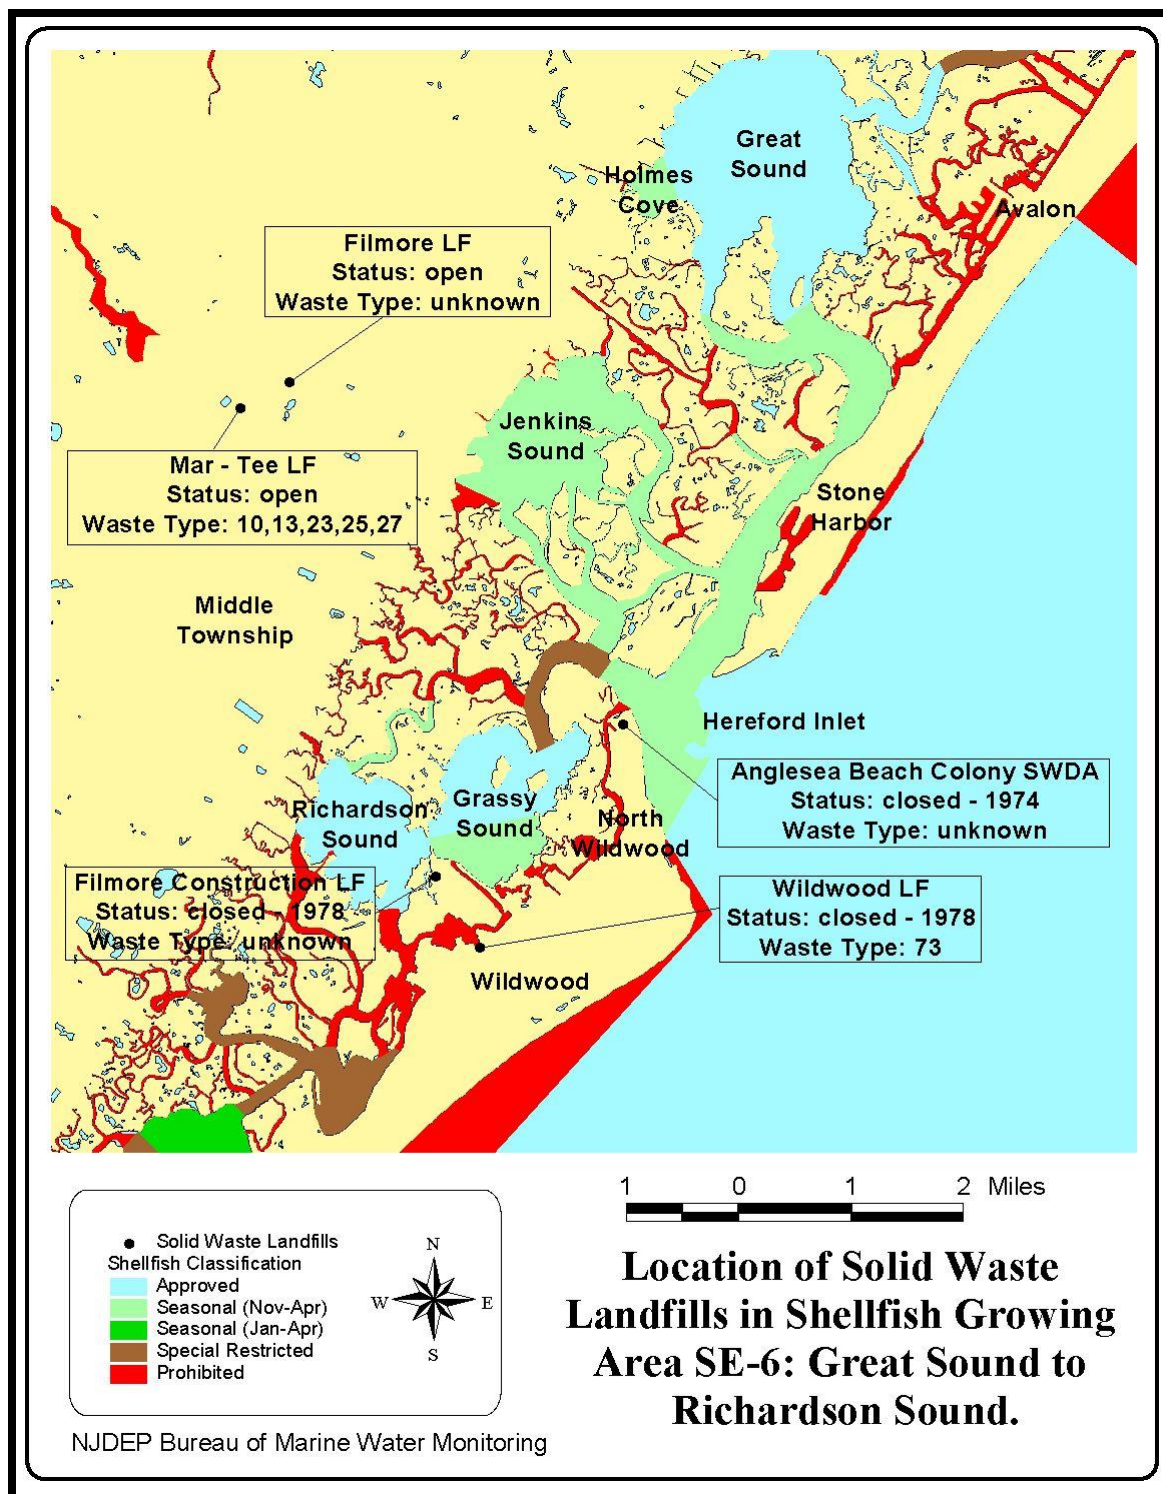 Great
Sound
Holmes
Cove
Avalon
Filmore LF
Status: open
Waste Type: unknown
Jenkins
Sound
Mar - Tee LF
Status: open
Waste Type: 10,13,23,25,27
Stone
Harbor
Middle
Township
Hereford Inlet
Anglesea Beach Colony SWDA
Status: closed - 1974
Waste Type: unknown
Richardson
Sound
Grassy
Sound
North
Wildwood
Filmore Construction LF
Status: closed - 1978
Waste Type: unknown
Wildwood LF
Status: closed - 1978
Waste Type: 73
Wildwood
1 0 1 2 Miles
Solid Waste Landfills
Shellfish Classification
Approved
Seasonal (Nov-Apr)
Seasonal (Jan-Apr)
Special Restricted
Prohibited
N
W E
S
Location of Solid Waste
Landfills in Shellfish Growing
Area SE-6: Great Sound to
Richardson Sound.
NJDEP Bureau of Marine Water Monitoring